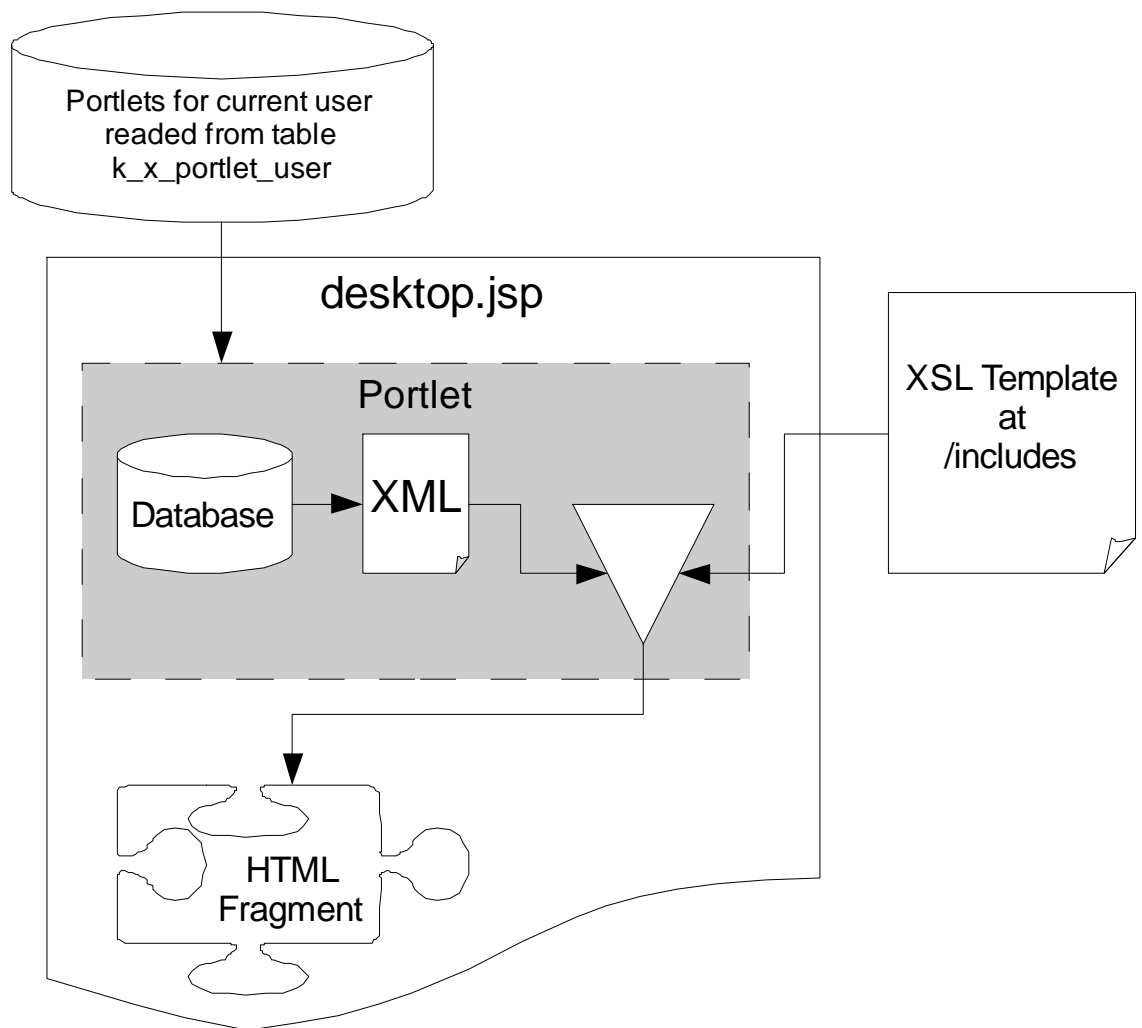 Portlets for current user
readed from table
k_x_portlet_user
desktop.jsp
Portlet
Database
XML
XSL Template
at
/includes
HTML
Fragment